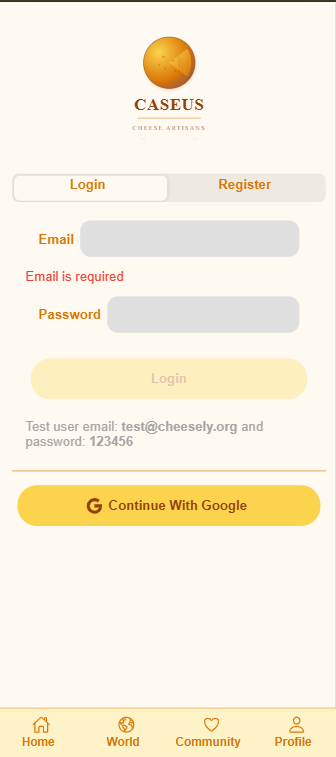 CASEUS
CHEESE ARTISANS
Login Register
Email
Email is required
Password
Login
Test user email: test@cheesely.org and
password: 123456
G Continue With Google
Home World Community Profile